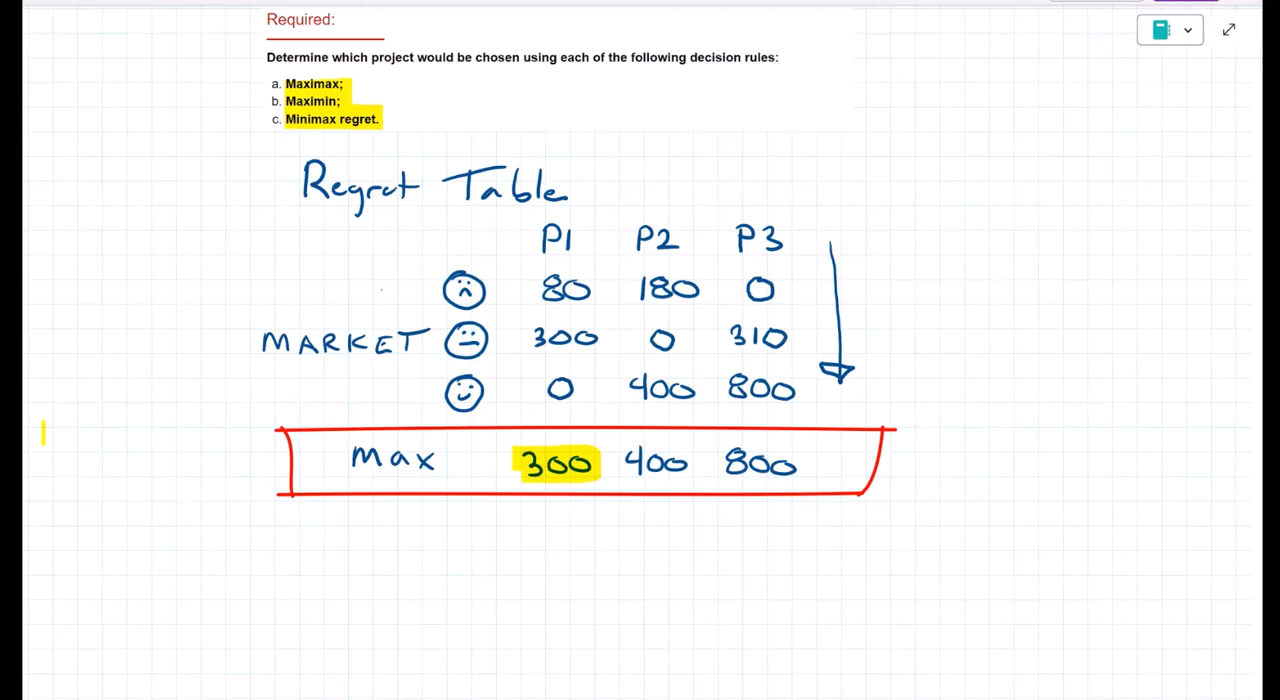 Required:
Determine which project would be chosen using each of the following decision rules:
a. Maximax;
b. Maximin;
c. Minimax regret.
Regret Table
P1 P2 P3
80 180 0
MARKET 300 0 310
0 400 800
Max 300 400 800